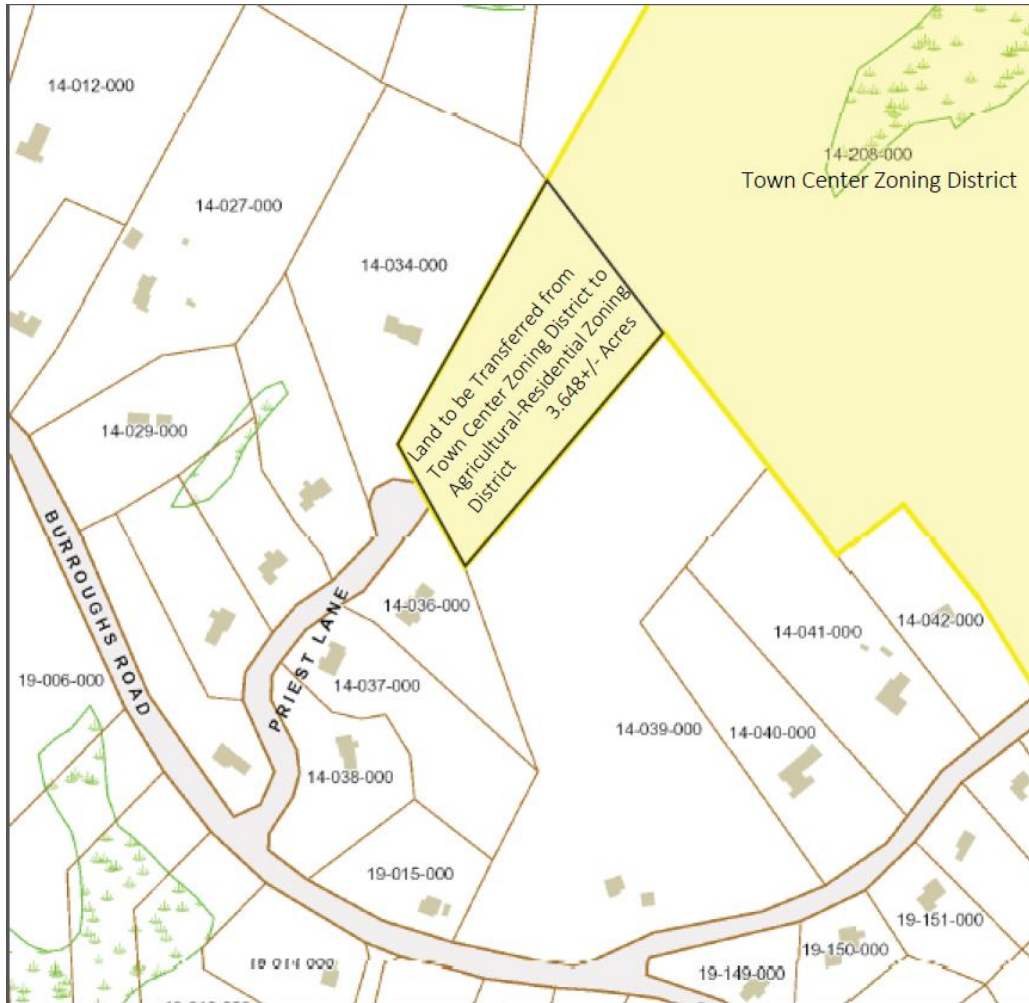 14-012-000
14-208-000
Town Center Zoning District
14-027-000
14-034-000
Land to be Transferred from
Town Center Zoning District to
Agricultural-Residential Zoning
District
3.648+/- Acres
14-029-000
BURROUGHS ROAD
PRIEST LANE
14-036-000
14-042-000
14-041-000
19-006-000
14-037-000
14-039-000
14-040-000
14-038-000
19-015-000
19-151-000
19-150-000
19-149-000